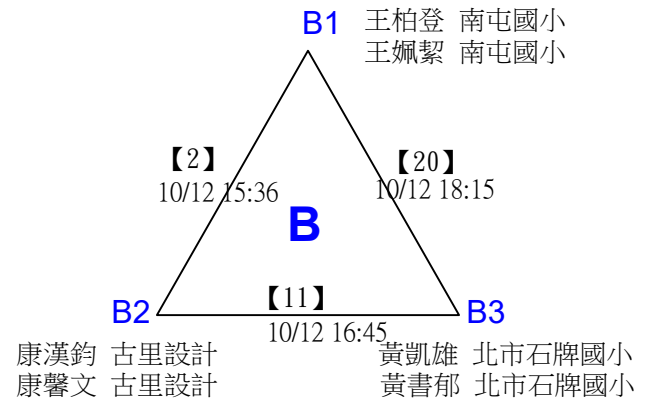 B1 王柏登 南屯國小
王姵絜 南屯國小
【2】
10/12 15:36
【20】
10/12 18:15
B
【11】
10/12 16:45
B2
B3
康漢鈞 古里設計
康馨文 古里設計
黃凱雄 北市石牌國小
黃書郁 北市石牌國小